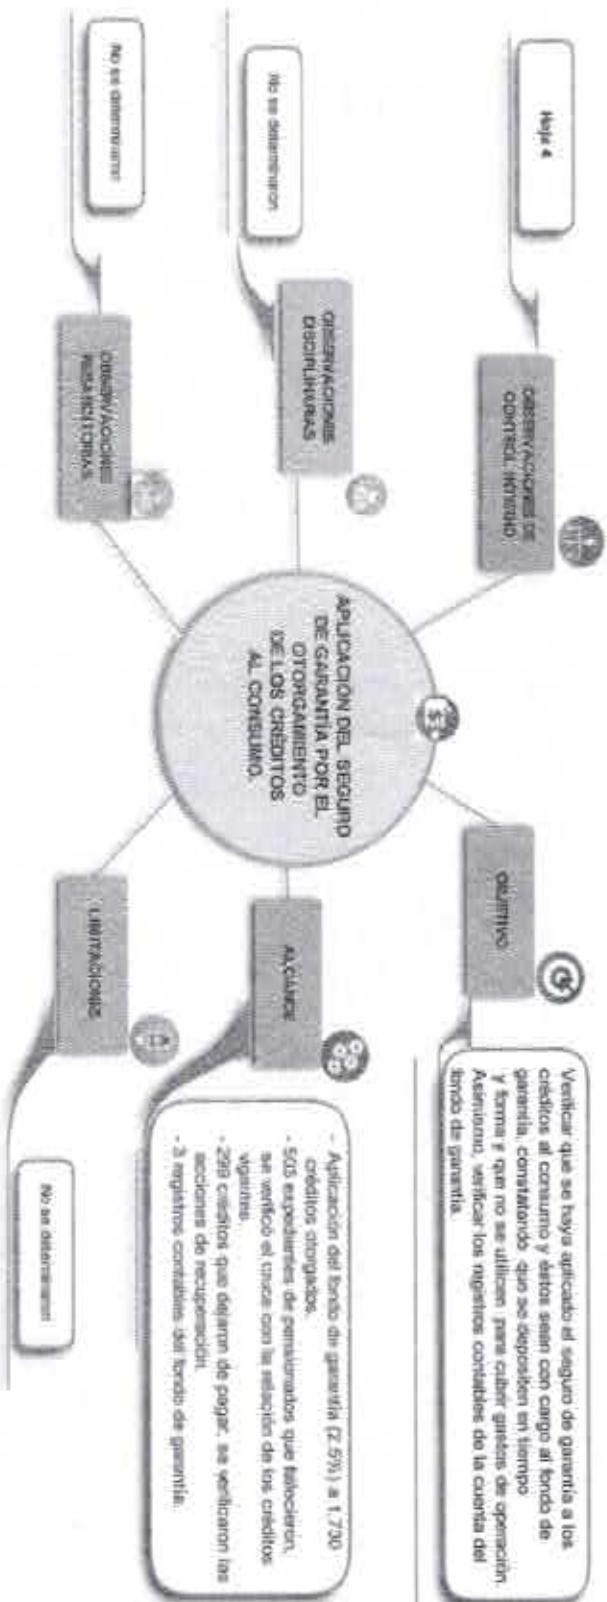 Hoja 4
OBSERVACIONES DE
CONTROL INTERNO
No se determinaron
OBSERVACIONES
DISCIPLINARIAS
No se determinaron
OBSERVACIONES
RESARCITORIAS
$
APLICACIÓN DEL SEGURO
DE GARANTÍA POR EL
OTORGAMIENTO
DE LOS CRÉDITOS
AL CONSUMO.
OBJETIVO
Verificar que se haya aplicado el seguro de garantía a los
créditos al consumo y éstos sean con cargo al fondo de
garantía, constatando que se depositen en tiempo
y forma y que no se utilicen para cubrir gastos de operación.
Asimismo, verificar los registros contables de la cuenta del
fondo de garantía.
ALCANCE
- Aplicación del fondo de garantía (2.5%) a 1,730
créditos otorgados.
- 505 expedientes de pensionados que fallecieron,
se verificó el cruce con la relación de los créditos
vigentes.
- 299 créditos que dejaron de pagar, se verificaron las
acciones de recuperación.
- 3 registros contables del fondo de garantía.
LIMITACIONES
No se determinaron